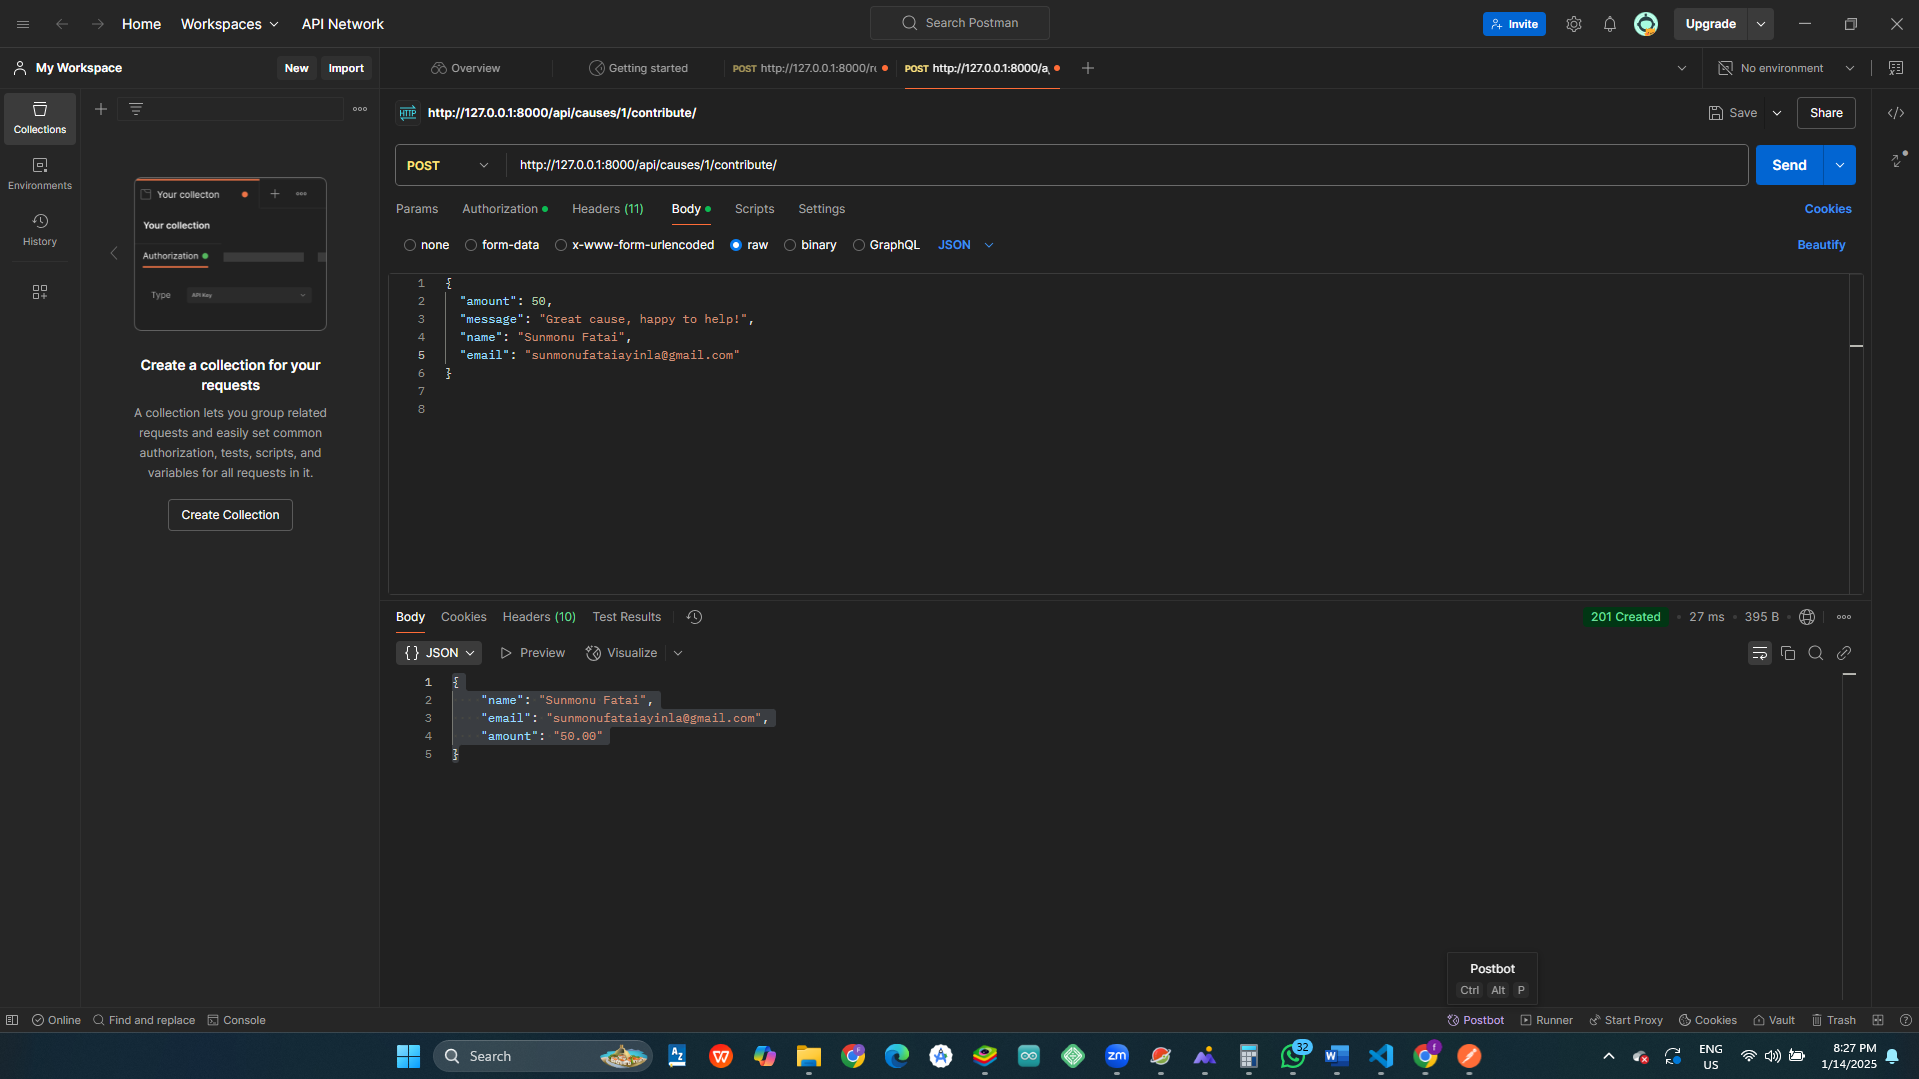 Home Workspaces API Network Search Postman Invite Upgrade
My Workspace New Import Overview Getting started POST http://127.0.0.1:8000/re POST http://127.0.0.1:8000/a No environment
Collections
Environments
History
Your collecton
Your collection
Authorization
Type API Key
Create a collection for your
requests
A collection lets you group related
requests and easily set common
authorization, tests, scripts, and
variables for all requests in it.
Create Collection
HTTP http://127.0.0.1:8000/api/causes/1/contribute/ Save Share
POST http://127.0.0.1:8000/api/causes/1/contribute/ Send
Params Authorization Headers (11) Body Scripts Settings Cookies
none form-data x-www-form-urlencoded raw binary GraphQL JSON Beautify
1 {
2 "amount": 50,
3 "message": "Great cause, happy to help!",
4 "name": "Sunmonu Fatai",
5 "email": "sunmonufataiayinla@gmail.com"
6 }
7
8
Body Cookies Headers (10) Test Results 201 Created 27 ms 395 B
{} JSON Preview Visualize
1 {
2 "name": "Sunmonu Fatai",
3 "email": "sunmonufataiayinla@gmail.com",
4 "amount": "50.00"
5 }
Postbot
Ctrl Alt P
Online Find and replace Console Postbot Runner Start Proxy Cookies Vault Trash
Search zm 32 ENG 8:27 PM
US 1/14/2025